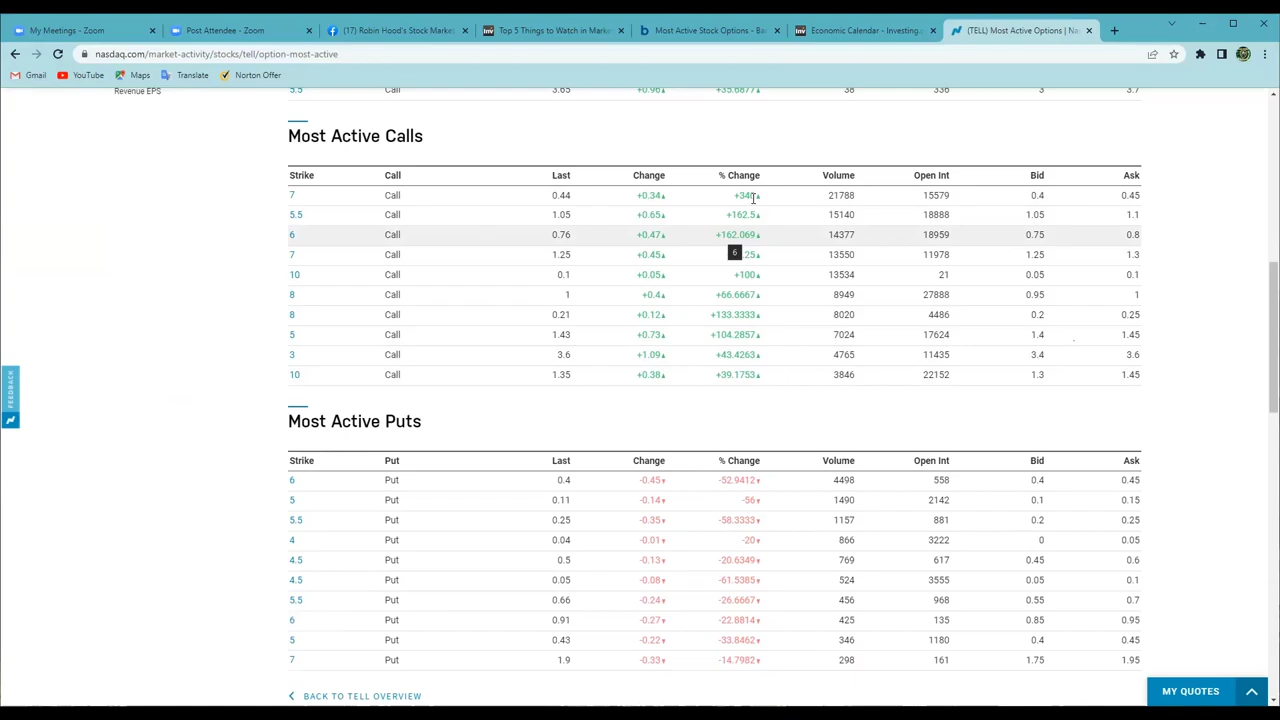 My Meetings - Zoom
Post Attendee - Zoom
(17) Robin Hood's Stock Market
Top 5 Things to Watch in Marke
Most Active Stock Options - Ba
Economic Calendar - Investing.
(TELL) Most Active Options | Na
nasdaq.com/market-activity/stocks/tell/option-most-active
Gmail YouTube Maps Translate Norton Offer
Revenue EPS
5.5 Call 3.65 +0.96 +35.6877 38 336 3 3.7
Most Active Calls
Strike Call Last Change % Change Volume Open Int Bid Ask
7 Call 0.44 +0.34 +340 21788 15579 0.4 0.45
5.5 Call 1.05 +0.65 +162.5 15140 18888 1.05 1.1
6 Call 0.76 +0.47 +162.069 14377 18959 0.75 0.8
7 Call 1.25 +0.45 .25 13550 11978 1.25 1.3
6
10 Call 0.1 +0.05 +100 13534 21 0.05 0.1
8 Call 1 +0.4 +66.6667 8949 27888 0.95 1
8 Call 0.21 +0.12 +133.3333 8020 4486 0.2 0.25
5 Call 1.43 +0.73 +104.2857 7024 17624 1.4 1.45
3 Call 3.6 +1.09 +43.4263 4765 11435 3.4 3.6
10 Call 1.35 +0.38 +39.1753 3846 22152 1.3 1.45
FEEDBACK
Most Active Puts
Strike Put Last Change % Change Volume Open Int Bid Ask
6 Put 0.4 -0.45 -52.9412 4498 558 0.4 0.45
5 Put 0.11 -0.14 -56 1490 2142 0.1 0.15
5.5 Put 0.25 -0.35 -58.3333 1157 881 0.2 0.25
4 Put 0.04 -0.01 -20 866 3222 0 0.05
4.5 Put 0.5 -0.13 -20.6349 769 617 0.45 0.6
4.5 Put 0.05 -0.08 -61.5385 524 3555 0.05 0.1
5.5 Put 0.66 -0.24 -26.6667 456 968 0.55 0.7
6 Put 0.91 -0.27 -22.8814 425 135 0.85 0.95
5 Put 0.43 -0.22 -33.8462 346 1180 0.4 0.45
7 Put 1.9 -0.33 -14.7982 298 161 1.75 1.95
BACK TO TELL OVERVIEW
MY QUOTES